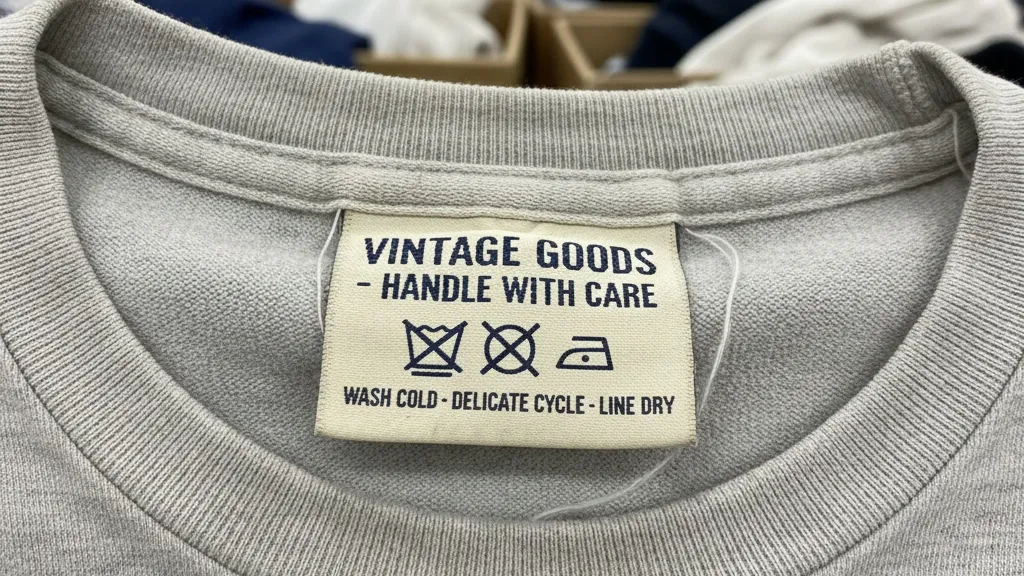 VINTAGE GOODS
- HANDLE WITH CARE
WASH COLD - DELICATE CYCLE - LINE DRY